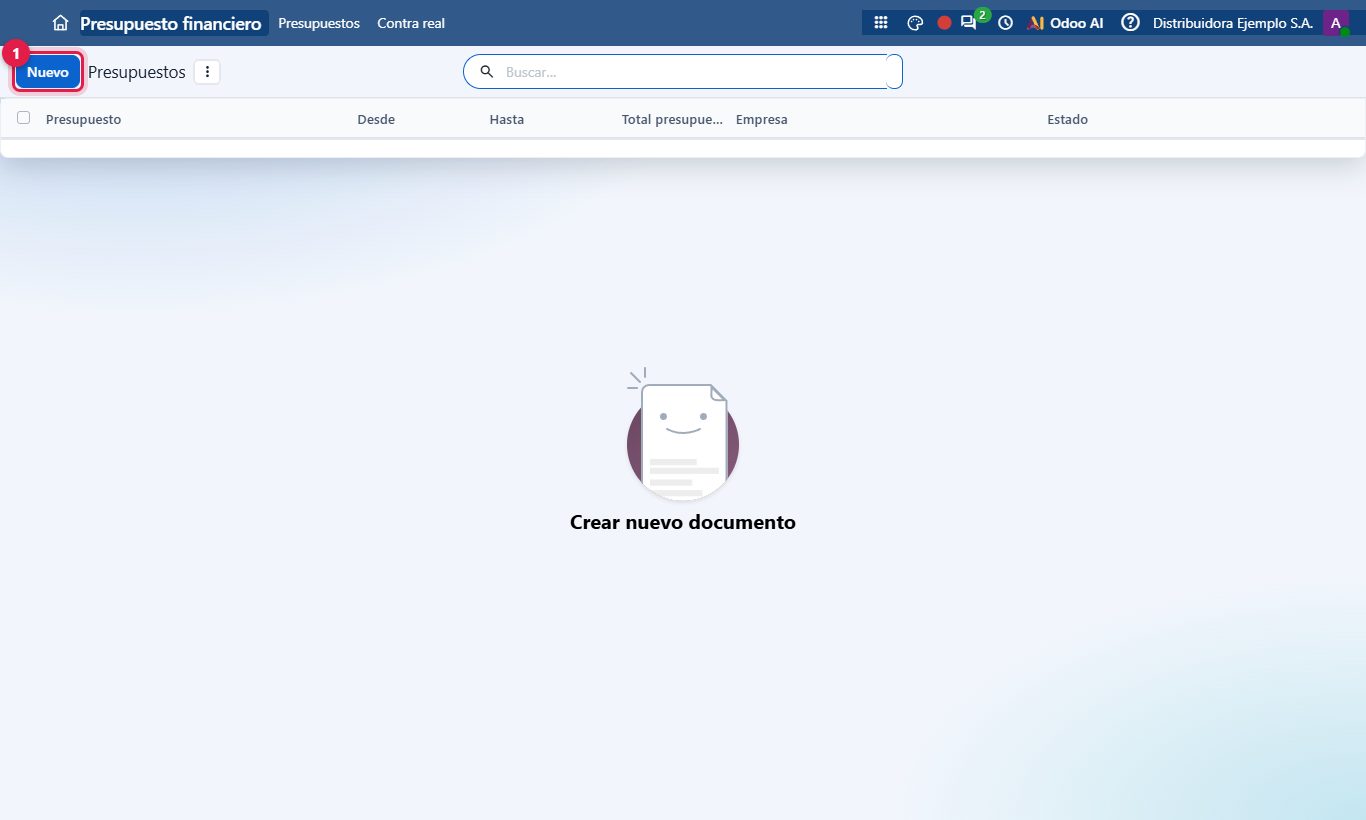 Presupuesto financiero Presupuestos Contra real 2 Odoo AI Distribuidora Ejemplo S.A. A
1
Nuevo Presupuestos Buscar...
Presupuesto Desde Hasta Total presupue... Empresa Estado
Crear nuevo documento